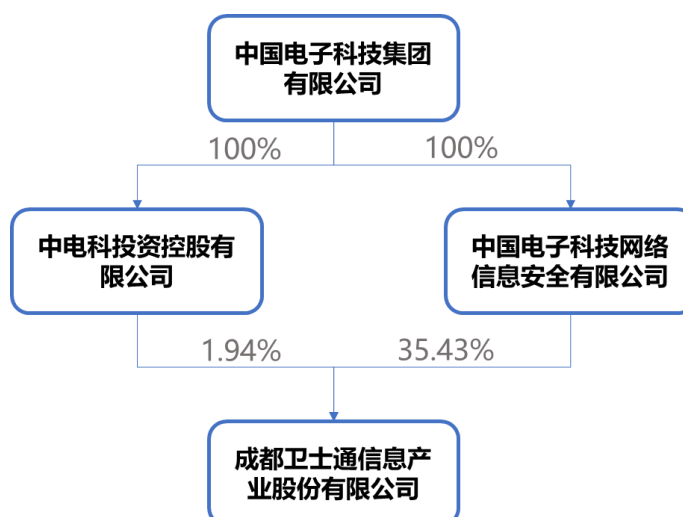 中国电子科技集团
有限公司
100%
100%
中电科投资控股有
限公司
中国电子科技网络
信息安全有限公司
1.94%
35.43%
成都卫士通信息产
业股份有限公司